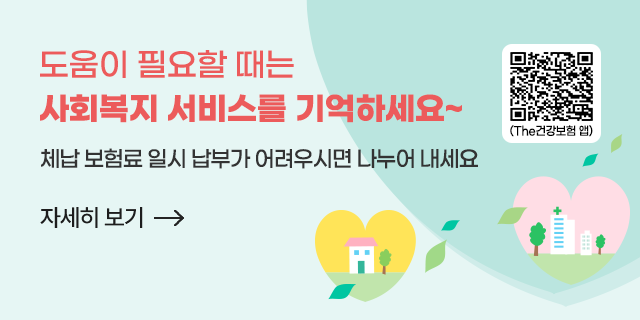 도움이 필요할 때는
사회복지 서비스를 기억하세요~
체납 보험료 일시 납부가 어려우시면 나누어 내세요
자세히 보기 →
(The건강보험 앱)